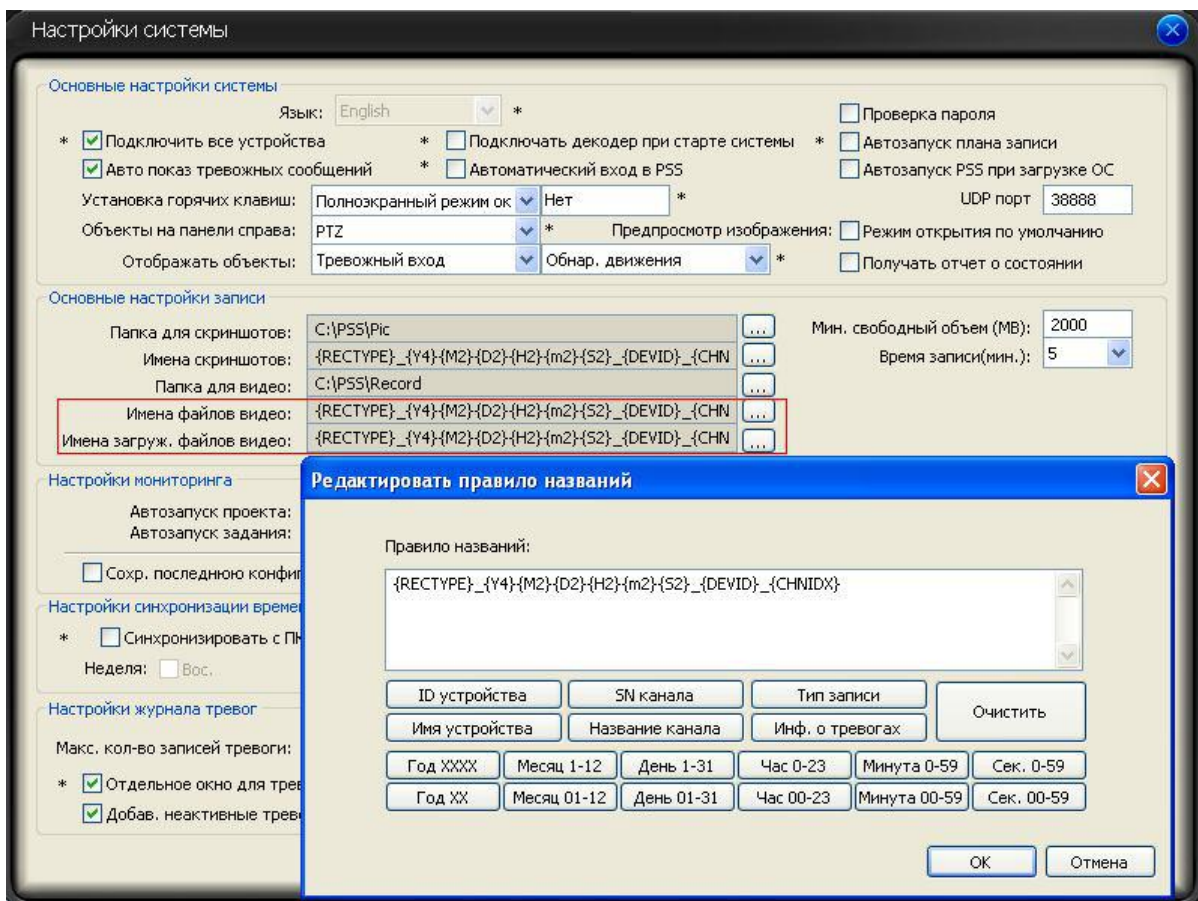 Настройки системы
Основные настройки системы
Язык: English *
Проверка пароля
* Подключить все устройства * Подключать декодер при старте системы * Автозапуск плана записи
Авто показ тревожных сообщений * Автоматический вход в PSS Автозапуск PSS при загрузке ОС
Установка горячих клавиш: Полноэкранный режим ок Нет * UDP порт 38888
Объекты на панели справа: PTZ * Предпросмотр изображения: Режим открытия по умолчанию
Отображать объекты: Тревожный вход Обнар. движения * Получать отчет о состоянии
Основные настройки записи
Папка для скриншотов: C:\PSS\Pic ... Мин. свободный объем (МВ): 2000
Имена скриншотов: {RECTYPE}_{Y4}{M2}{D2}{H2}{m2}{S2}_{DEVID}_{CHN ... Время записи(мин.): 5
Папка для видео: C:\PSS\Record ...
Имена файлов видео: {RECTYPE}_{Y4}{M2}{D2}{H2}{m2}{S2}_{DEVID}_{CHN ...
Имена загруж. файлов видео: {RECTYPE}_{Y4}{M2}{D2}{H2}{m2}{S2}_{DEVID}_{CHN ...
Настройки мониторинга
Автозапуск проекта:
Автозапуск задания:
Сохр. последнюю конфиг
Настройки синхронизации време
* Синхронизировать с ПК
Неделя: Вос.
Настройки журнала тревог
Макс. кол-во записей тревоги:
* Отдельное окно для трев
Добав. неактивные трево
Редактировать правило названий
Правило названий:
{RECTYPE}_{Y4}{M2}{D2}{H2}{m2}{S2}_{DEVID}_{CHNIDX}
ID устройства SN канала Тип записи Очистить
Имя устройства Название канала Инф. о тревогах
Год XXXX Месяц 1-12 День 1-31 Час 0-23 Минута 0-59 Сек. 0-59
Год XX Месяц 01-12 День 01-31 Час 00-23 Минута 00-59 Сек. 00-59
OK Отмена